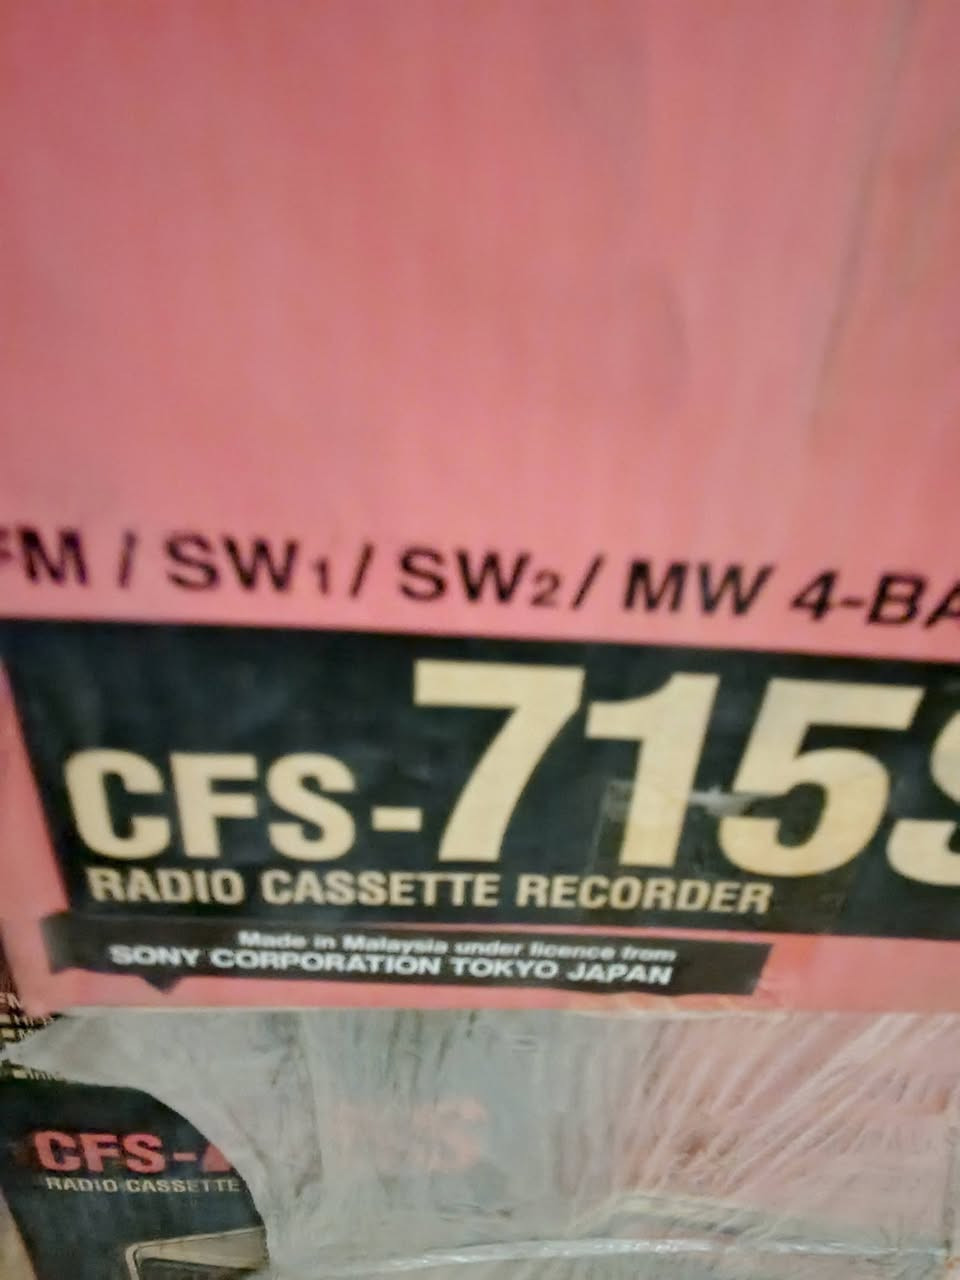 FM / SW1 / SW2 / MW 4-BA
CFS-715S
RADIO CASSETTE RECORDER
Made in Malaysia under licence from
SONY CORPORATION TOKYO JAPAN
CFS-
RADIO CASSETTE